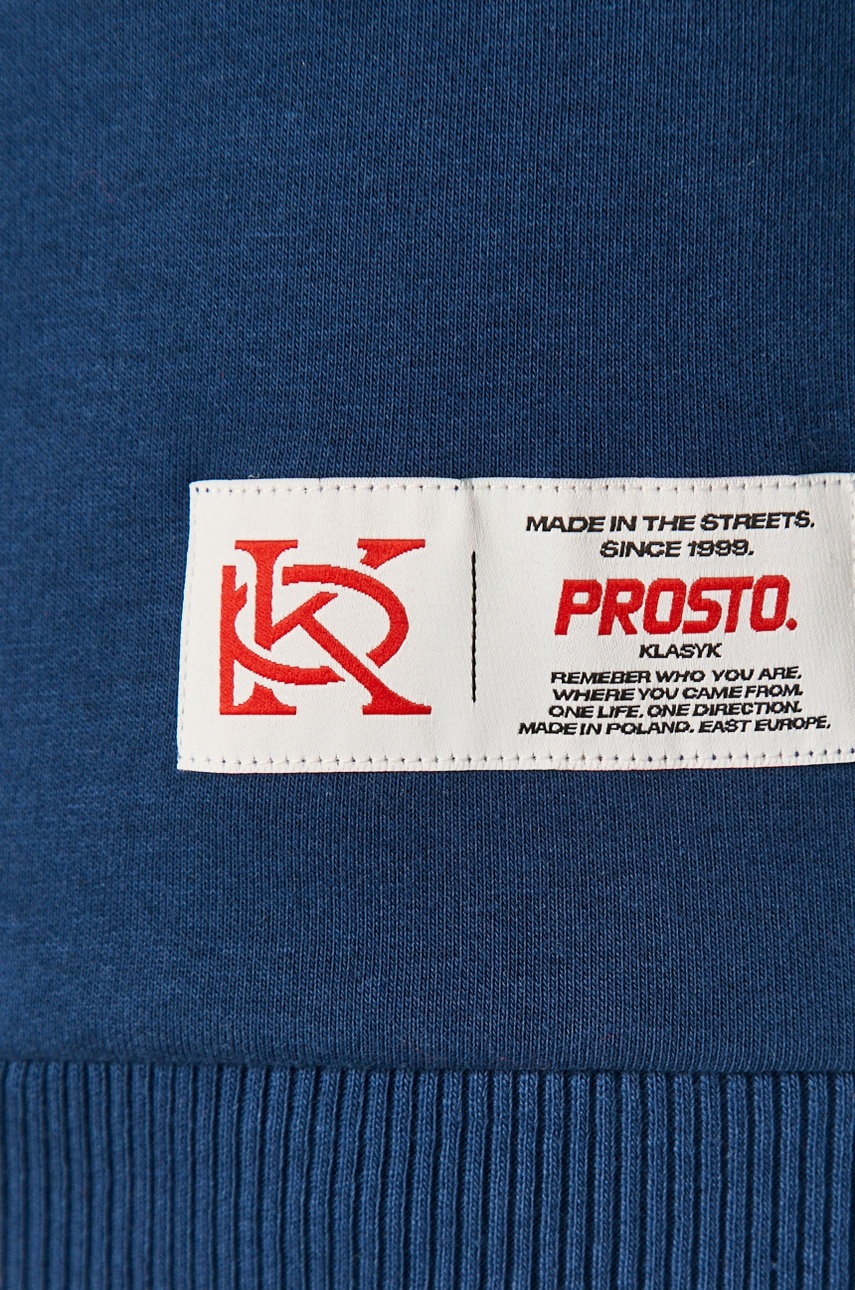 PK
MADE IN THE STREETS.
SINCE 1999.
PROSTO.
KLASYK
REMEBER WHO YOU ARE.
WHERE YOU CAME FROM.
ONE LIFE. ONE DIRECTION.
MADE IN POLAND. EAST EUROPE.